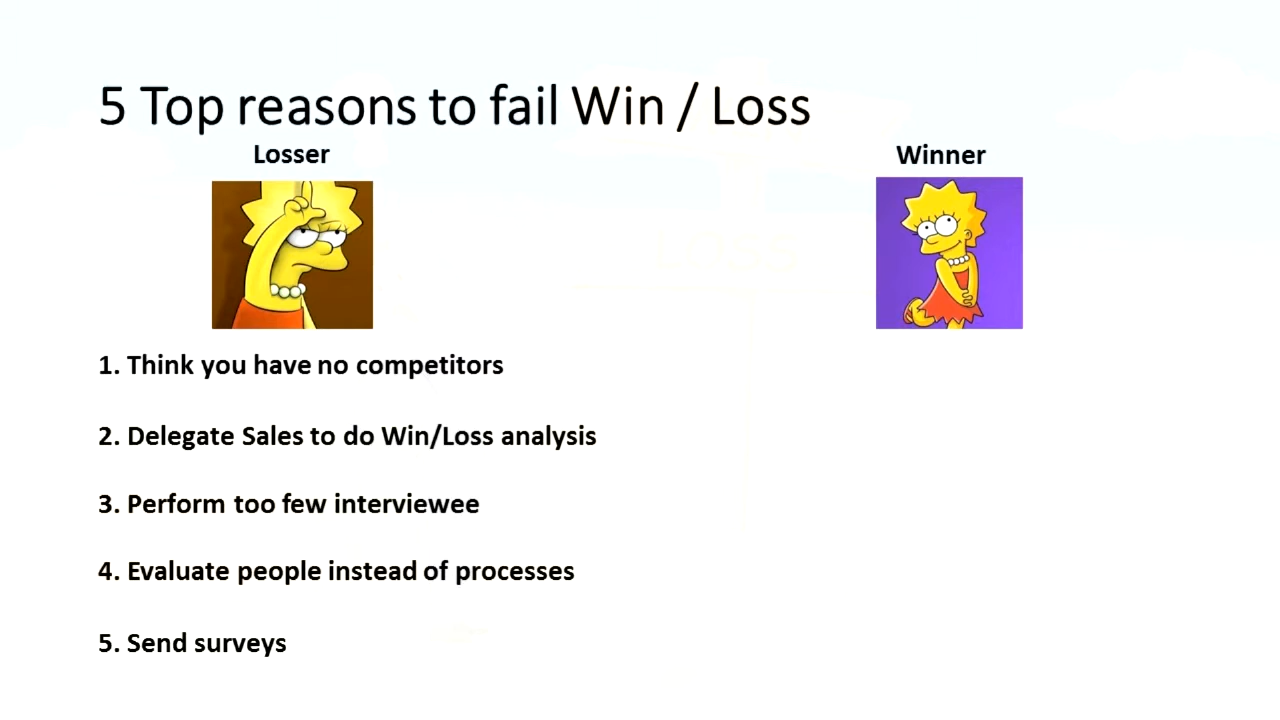 5 Top reasons to fail Win / Loss
Losser
Winner
1. Think you have no competitors
2. Delegate Sales to do Win/Loss analysis
3. Perform too few interviewee
4. Evaluate people instead of processes
5. Send surveys